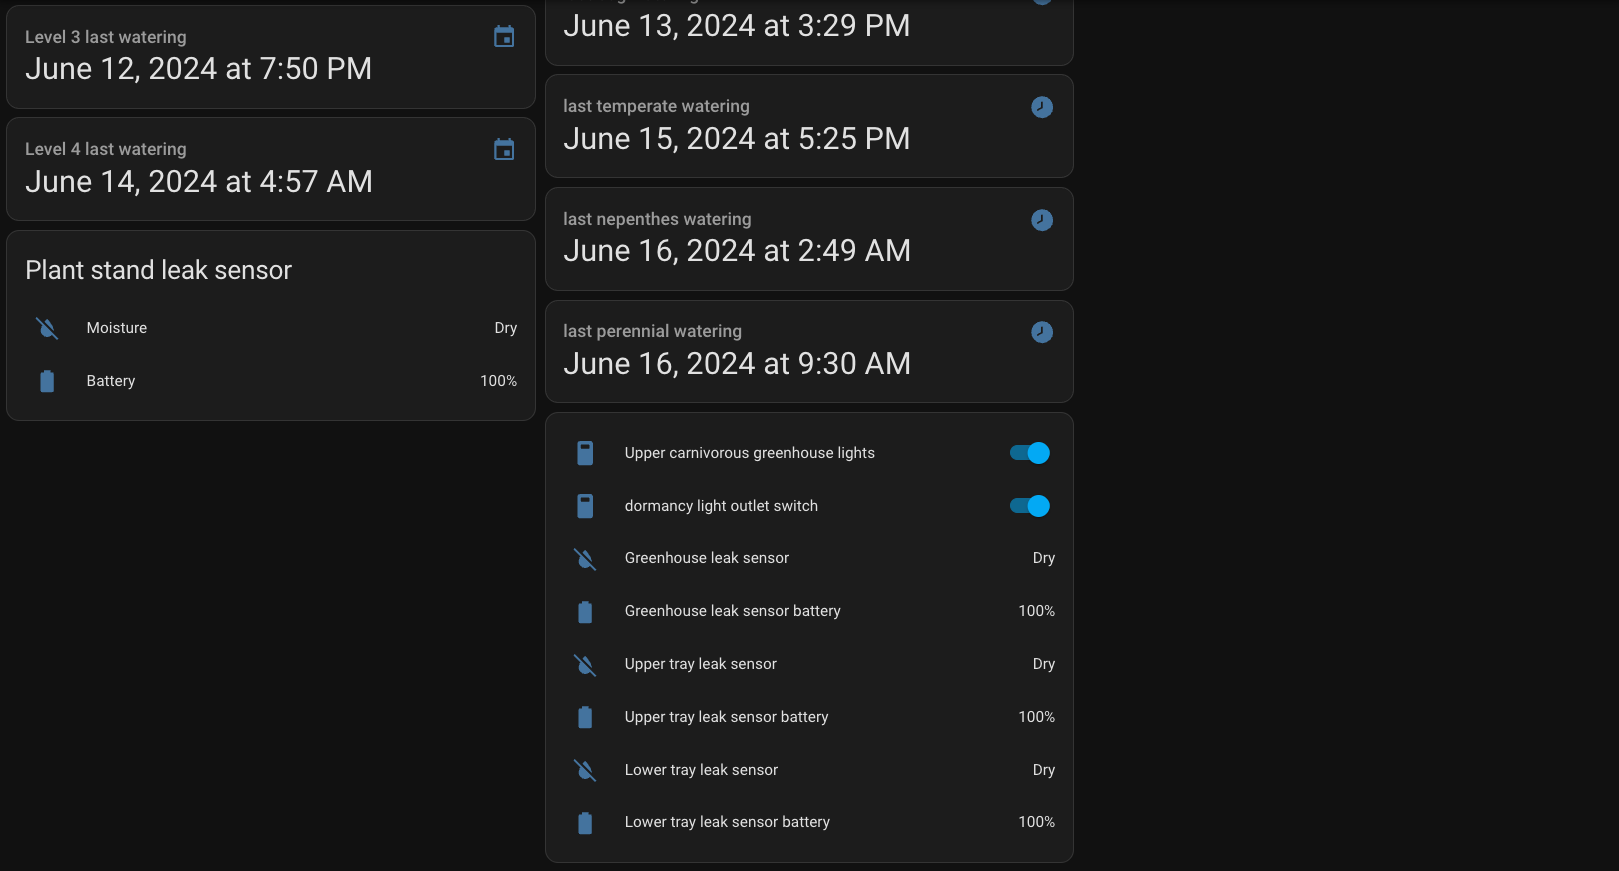 Level 3 last watering
June 12, 2024 at 7:50 PM
Level 4 last watering
June 14, 2024 at 4:57 AM
Plant stand leak sensor
Moisture Dry
Battery 100%
June 13, 2024 at 3:29 PM
last temperate watering
June 15, 2024 at 5:25 PM
last nepenthes watering
June 16, 2024 at 2:49 AM
last perennial watering
June 16, 2024 at 9:30 AM
Upper carnivorous greenhouse lights
dormancy light outlet switch
Greenhouse leak sensor Dry
Greenhouse leak sensor battery 100%
Upper tray leak sensor Dry
Upper tray leak sensor battery 100%
Lower tray leak sensor Dry
Lower tray leak sensor battery 100%